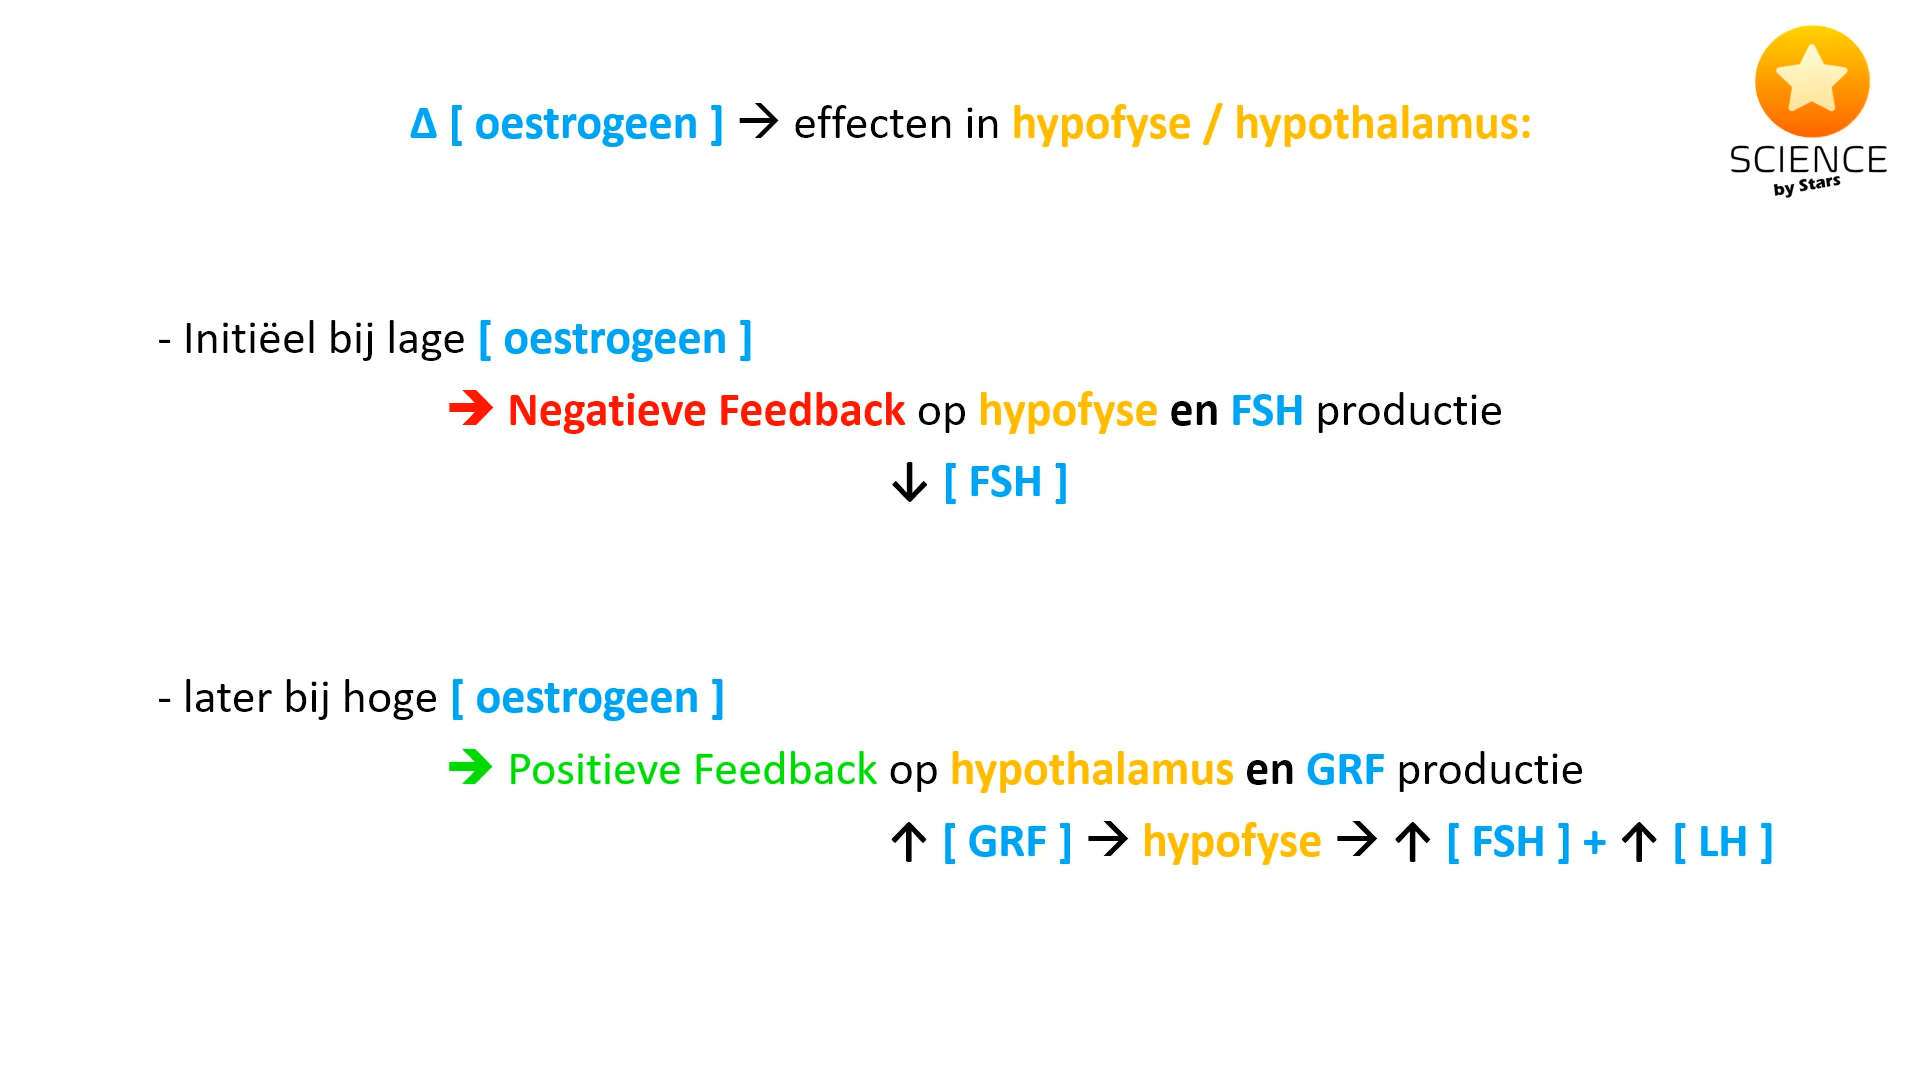 Δ [ oestrogeen ] → effecten in hypofyse / hypothalamus:
SCIENCE
by Stars
- Initiëel bij lage [ oestrogeen ]
→ Negatieve Feedback op hypofyse en FSH productie
↓ [ FSH ]
- later bij hoge [ oestrogeen ]
→ Positieve Feedback op hypothalamus en GRF productie
↑ [ GRF ] → hypofyse → ↑ [ FSH ] + ↑ [ LH ]